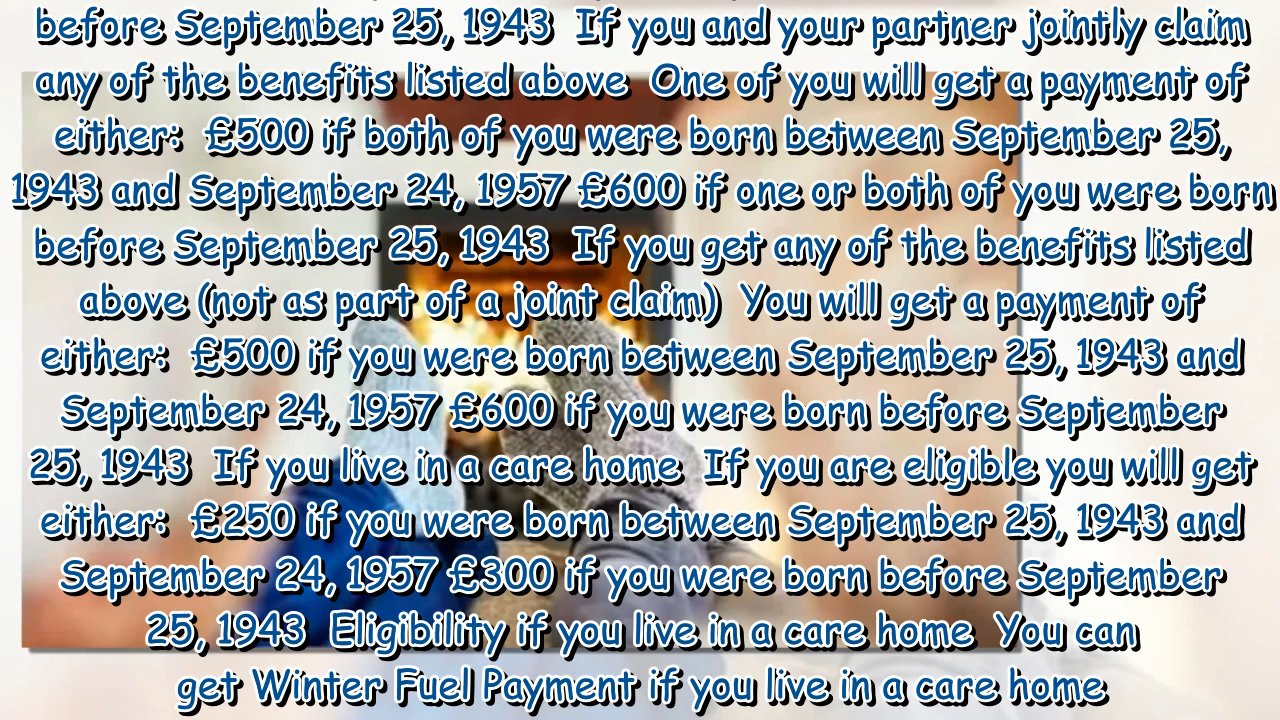 before September 25, 1943  If you and your partner jointly claim
any of the benefits listed above  One of you will get a payment of
either:  £500 if both of you were born between September 25,
1943 and September 24, 1957 £600 if one or both of you were born
before September 25, 1943  If you get any of the benefits listed
above (not as part of a joint claim)  You will get a payment of
either:  £500 if you were born between September 25, 1943 and
September 24, 1957 £600 if you were born before September
25, 1943  If you live in a care home  If you are eligible you will get
either:  £250 if you were born between September 25, 1943 and
September 24, 1957 £300 if you were born before September
25, 1943  Eligibility if you live in a care home  You can
get Winter Fuel Payment if you live in a care home